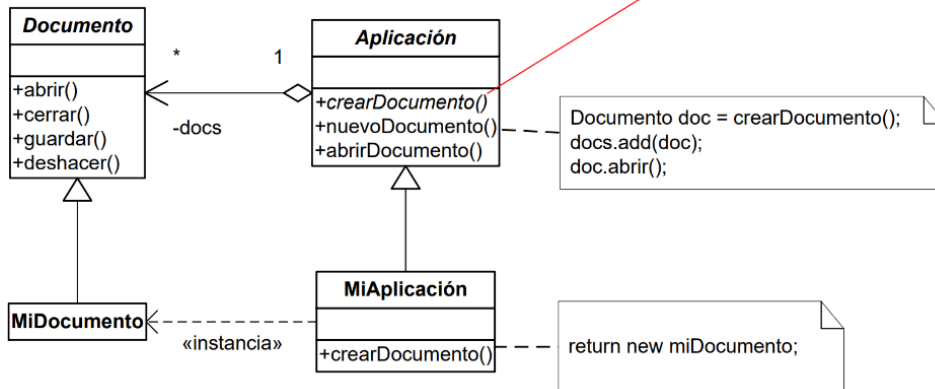 Documento
+abrir()
+cerrar()
+guardar()
+deshacer()
*
1
-docs
Aplicación
+crearDocumento()
+nuevoDocumento()
+abrirDocumento()
Documento doc = crearDocumento();
docs.add(doc);
doc.abrir();
MiDocumento
«instancia»
MiAplicación
+crearDocumento()
return new miDocumento;